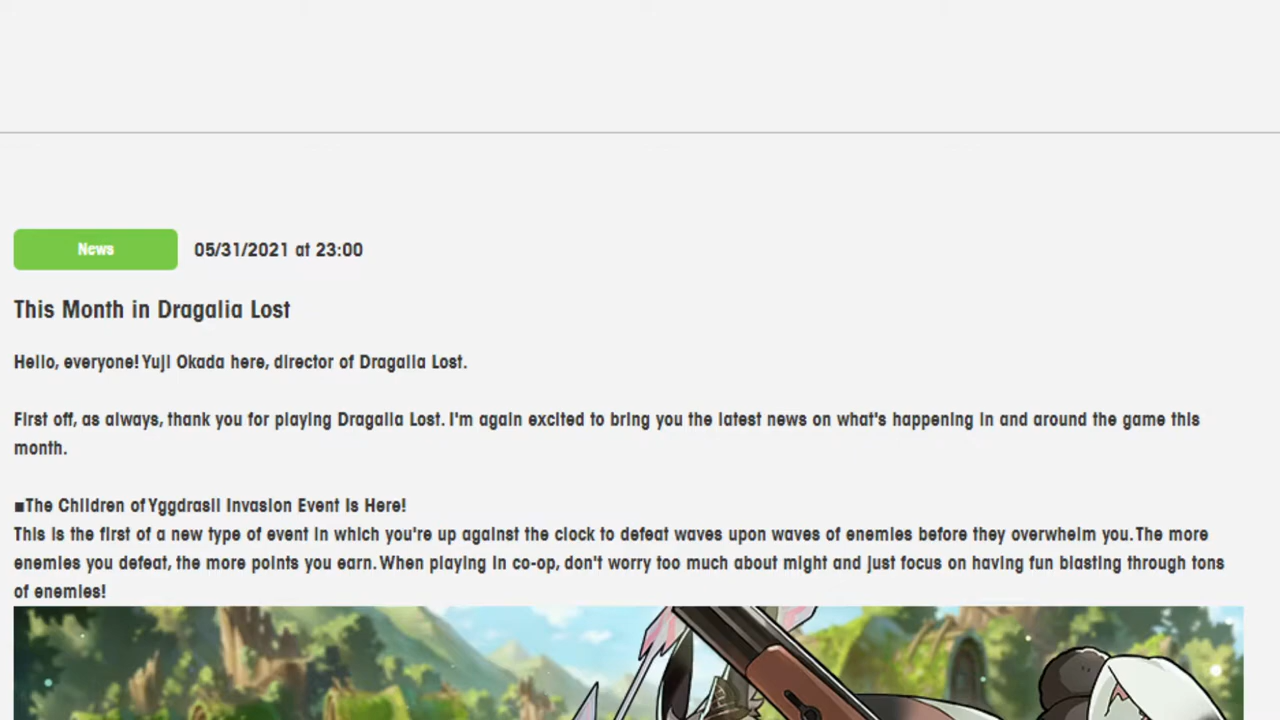 News 05/31/2021 at 23:00
This Month in Dragalia Lost
Hello, everyone! Yuji Okada here, director of Dragalia Lost.
First off, as always, thank you for playing Dragalia Lost. I'm again excited to bring you the latest news on what's happening in and around the game this
month.
■The Children of Yggdrasil Invasion Event Is Here!
This is the first of a new type of event in which you're up against the clock to defeat waves upon waves of enemies before they overwhelm you. The more
enemies you defeat, the more points you earn. When playing in co-op, don't worry too much about might and just focus on having fun blasting through tons
of enemies!